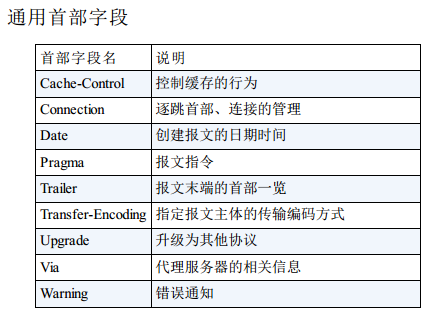 通用首部字段
首部字段名 说明
Cache-Control 控制缓存的行为
Connection 逐跳首部、连接的管理
Date 创建报文的日期时间
Pragma 报文指令
Trailer 报文末端的首部一览
Transfer-Encoding 指定报文主体的传输编码方式
Upgrade 升级为其他协议
Via 代理服务器的相关信息
Warning 错误通知